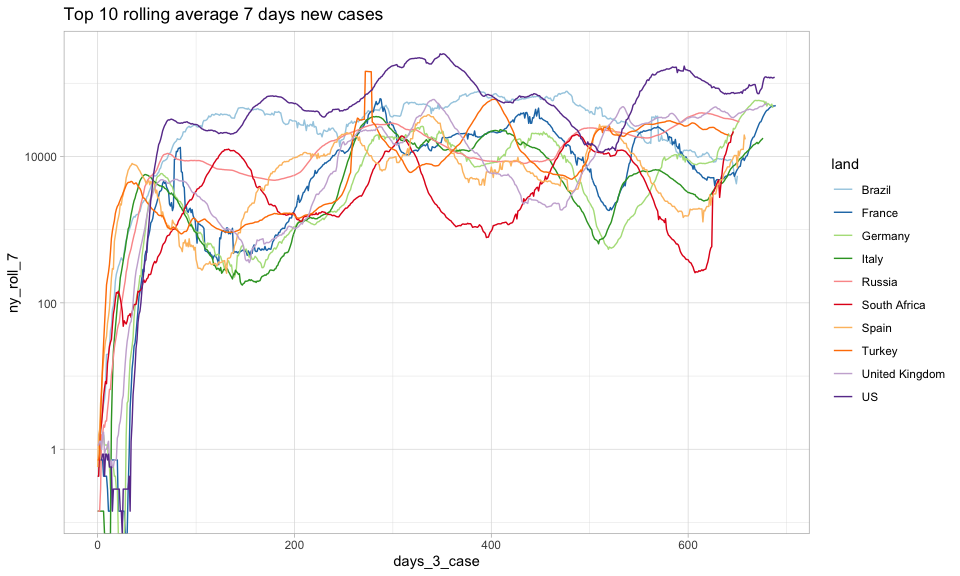 Top 10 rolling average 7 days new cases
ny_roll_7
10000
100
1
0
200
400
600
days_3_case
land
Brazil
France
Germany
Italy
Russia
South Africa
Spain
Turkey
United Kingdom
US